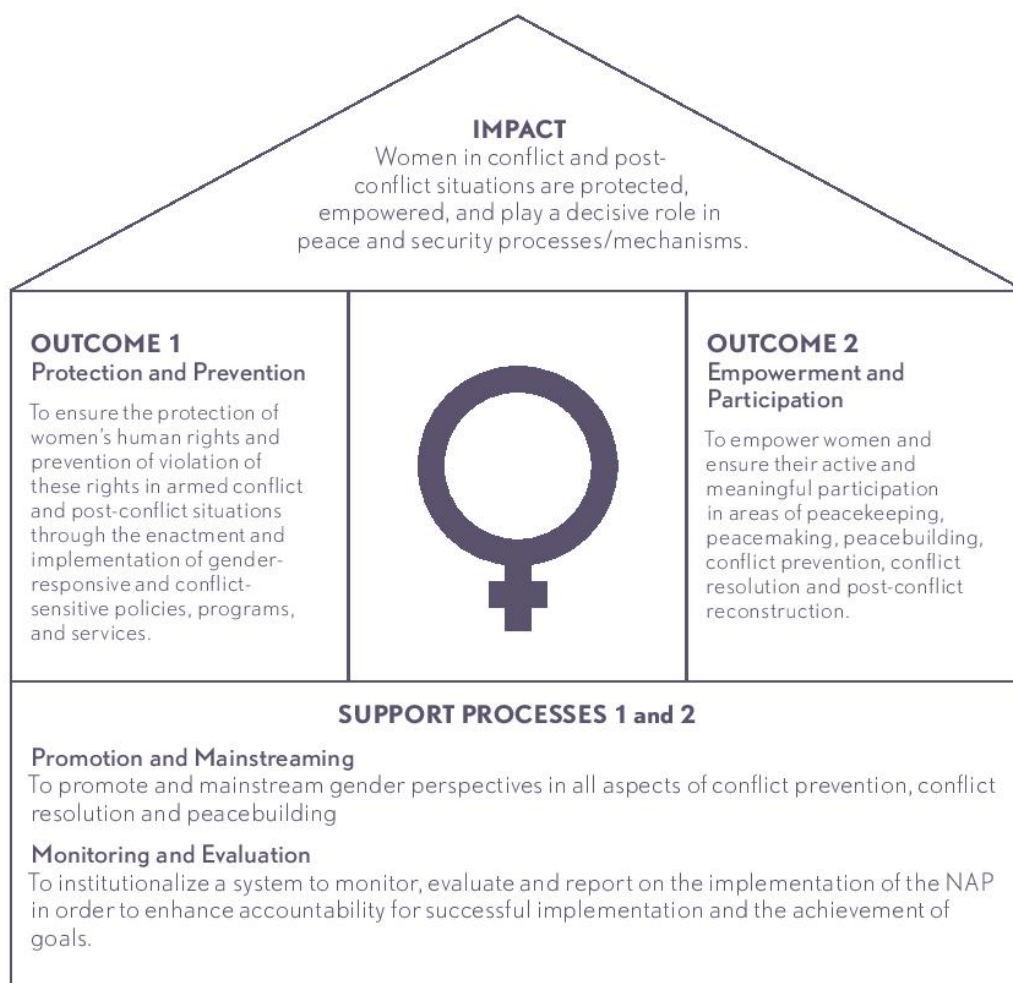 IMPACT
Women in conflict and post-
conflict situations are protected,
empowered, and play a decisive role in
peace and security processes/mechanisms.
OUTCOME 1
Protection and Prevention
To ensure the protection of
women's human rights and
prevention of violation of
these rights in armed conflict
and post-conflict situations
through the enactment and
implementation of gender-
responsive and conflict-
sensitive policies, programs,
and services.
OUTCOME 2
Empowerment and
Participation
To empower women and
ensure their active and
meaningful participation
in areas of peacekeeping,
peacemaking, peacebuilding,
conflict prevention, conflict
resolution and post-conflict
reconstruction.
SUPPORT PROCESSES 1 and 2
Promotion and Mainstreaming
To promote and mainstream gender perspectives in all aspects of conflict prevention, conflict
resolution and peacebuilding
Monitoring and Evaluation
To institutionalize a system to monitor, evaluate and report on the implementation of the NAP
in order to enhance accountability for successful implementation and the achievement of
goals.